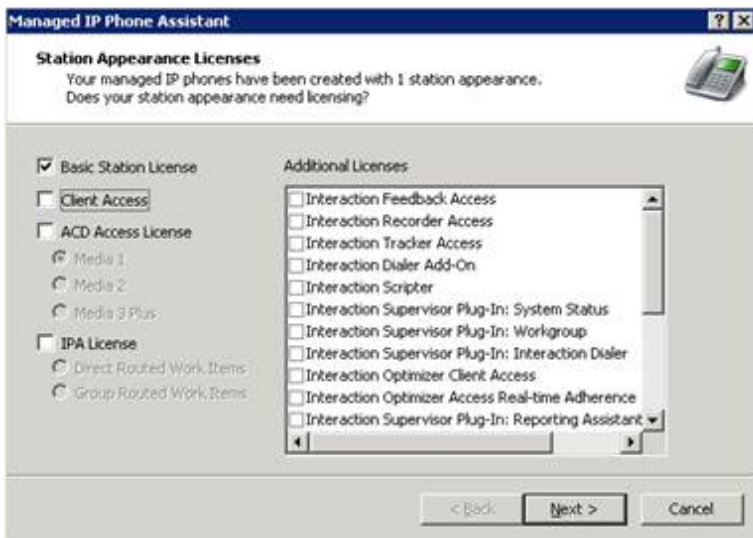 Managed IP Phone Assistant
Station Appearance Licenses
Your managed IP phones have been created with 1 station appearance.
Does your station appearance need licensing?
Basic Station License
Client Access
ACD Access License
Media 1
Media 2
Media 3 Plus
IPA License
Direct Routed Work Items
Group Routed Work Items
Additional Licenses
Interaction Feedback Access
Interaction Recorder Access
Interaction Tracker Access
Interaction Dialer Add-On
Interaction Scripter
Interaction Supervisor Plug-In: System Status
Interaction Supervisor Plug-In: Workgroup
Interaction Supervisor Plug-In: Interaction Dialer
Interaction Optimizer Client Access
Interaction Optimizer Access Real-time Adherence
Interaction Supervisor Plug-In: Reporting Assistant
< Back
Next >
Cancel